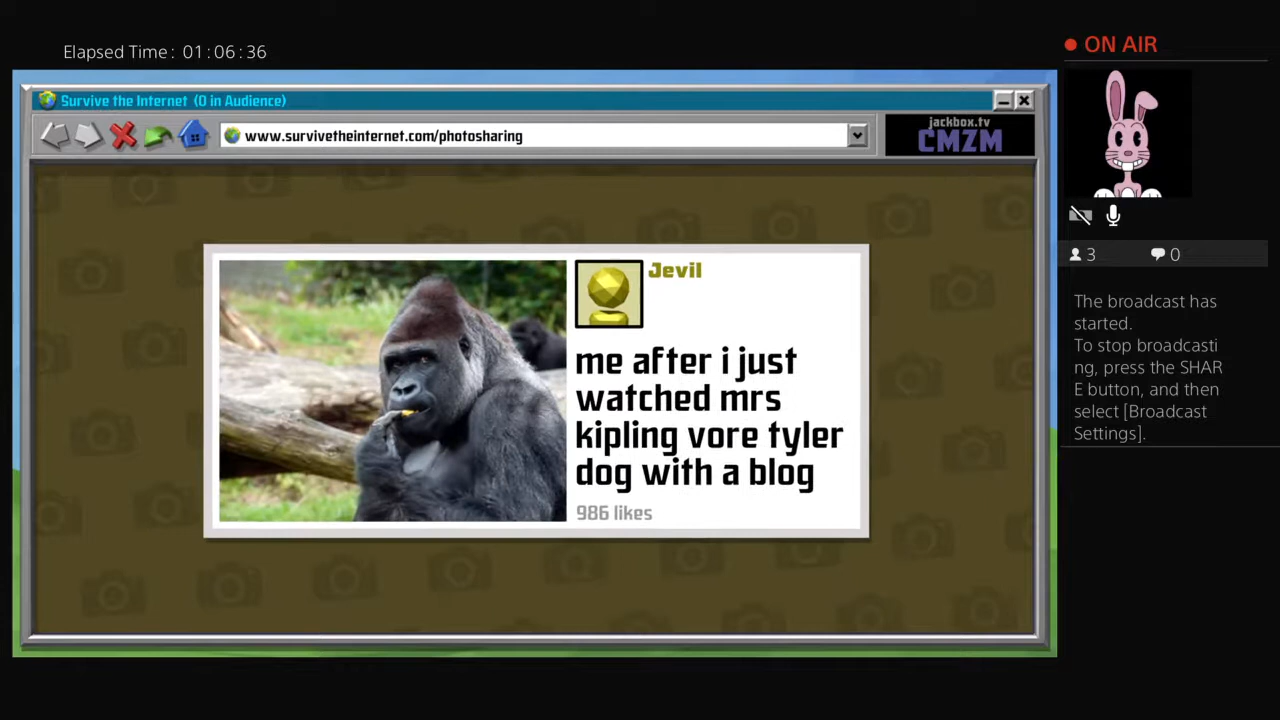 Elapsed Time: 01:06:36
ON AIR
Survive the Internet (0 in Audience)
www.survivetheinternet.com/photosharing
jackbox.tv
CMZM
Jevil
me after i just
watched mrs
kipling vore tyler
dog with a blog
986 likes
3
0
The broadcast has
started.
To stop broadcasti
ng, press the SHAR
E button, and then
select [Broadcast
Settings].